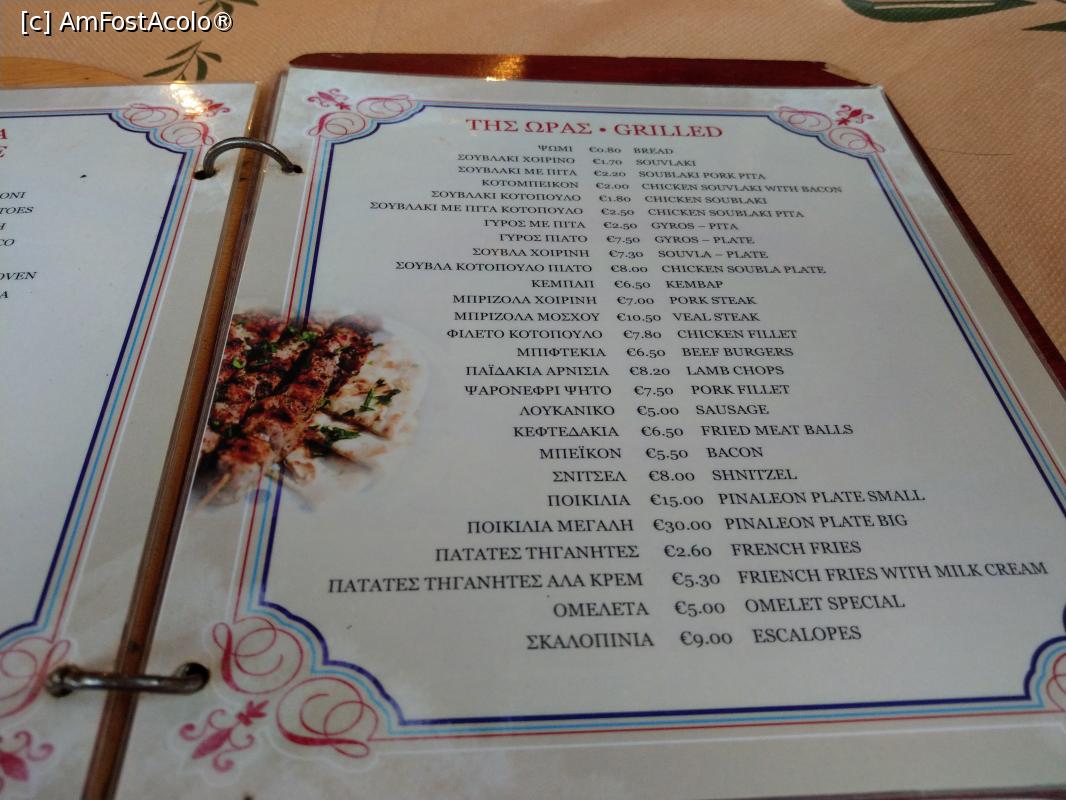 [c] AmFostAcolo®
ONI
TOES
H
CO
OVEN
A
ΤΗΣ ΩΡΑΣ • GRILLED
ΨΩΜΙ €0.80 BREAD
ΣΟΥΒΛΑΚΙ ΧΟΙΡΙΝΟ €1.70 SOUVLAKI
ΣΟΥΒΛΑΚΙ ΜΕ ΠΙΤΑ €2.20 SOUBLAKI PORK PITA
ΚΟΤΟΜΠΕΙΚΟΝ €2.00 CHICKEN SOUVLAKI WITH BACON
ΣΟΥΒΛΑΚΙ ΚΟΤΟΠΟΥΛΟ €1.80 CHICKEN SOUBLAKI
ΣΟΥΒΛΑΚΙ ΜΕ ΠΙΤΑ ΚΟΤΟΠΟΥΛΟ €2.50 CHICKEN SOUBLAKI PITA
ΓΥΡΟΣ ΜΕ ΠΙΤΑ €2.50 GYROS – PITA
ΓΥΡΟΣ ΠΙΑΤΟ €7.50 GYROS – PLATE
ΣΟΥΒΛΑ ΧΟΙΡΙΝΗ €7.30 SOUVLA – PLATE
ΣΟΥΒΛΑ ΚΟΤΟΠΟΥΛΟ ΠΙΑΤΟ €8.00 CHICKEN SOUBLA PLATE
ΚΕΜΠΑΠ €6.50 KEMBAP
ΜΠΡΙΖΟΛΑ ΧΟΙΡΙΝΗ €7.00 PORK STEAK
ΜΠΡΙΖΟΛΑ ΜΟΣΧΟΥ €10.50 VEAL STEAK
ΦΙΛΕΤΟ ΚΟΤΟΠΟΥΛΟ €7.80 CHICKEN FILLET
ΜΠΙΦΤΕΚΙΑ €6.50 BEEF BURGERS
ΠΑΪΔΑΚΙΑ ΑΡΝΙΣΙΑ €8.20 LAMB CHOPS
ΨΑΡΟΝΕΦΡΙ ΨΗΤΟ €7.50 PORK FILLET
ΛΟΥΚΑΝΙΚΟ €5.00 SAUSAGE
ΚΕΦΤΕΔΑΚΙΑ €6.50 FRIED MEAT BALLS
ΜΠΕΪΚΟΝ €5.50 BACON
ΣΝΙΤΣΕΛ €8.00 SHNITZEL
ΠΟΙΚΙΛΙΑ €15.00 PINALEON PLATE SMALL
ΠΟΙΚΙΛΙΑ ΜΕΓΑΛΗ €30.00 PINALEON PLATE BIG
ΠΑΤΑΤΕΣ ΤΗΓΑΝΗΤΕΣ €2.60 FRENCH FRIES
ΠΑΤΑΤΕΣ ΤΗΓΑΝΗΤΕΣ ΑΛΑ ΚΡΕΜ €5.30 FRIENCH FRIES WITH MILK CREAM
ΟΜΕΛΕΤΑ €5.00 OMELET SPECIAL
ΣΚΑΛΟΠΙΝΙΑ €9.00 ESCALOPES